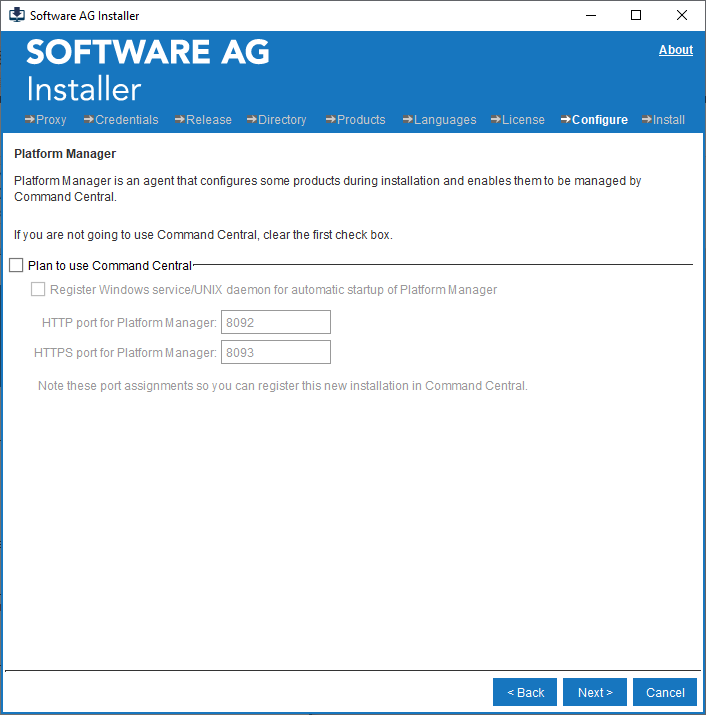 Software AG Installer
SOFTWARE AG
About
Installer
Proxy Credentials Release Directory Products Languages License Configure Install
Platform Manager
Platform Manager is an agent that configures some products during installation and enables them to be managed by
Command Central.
If you are not going to use Command Central, clear the first check box.
Plan to use Command Central
Register Windows service/UNIX daemon for automatic startup of Platform Manager
HTTP port for Platform Manager: 8092
HTTPS port for Platform Manager: 8093
Note these port assignments so you can register this new installation in Command Central.
< Back Next > Cancel